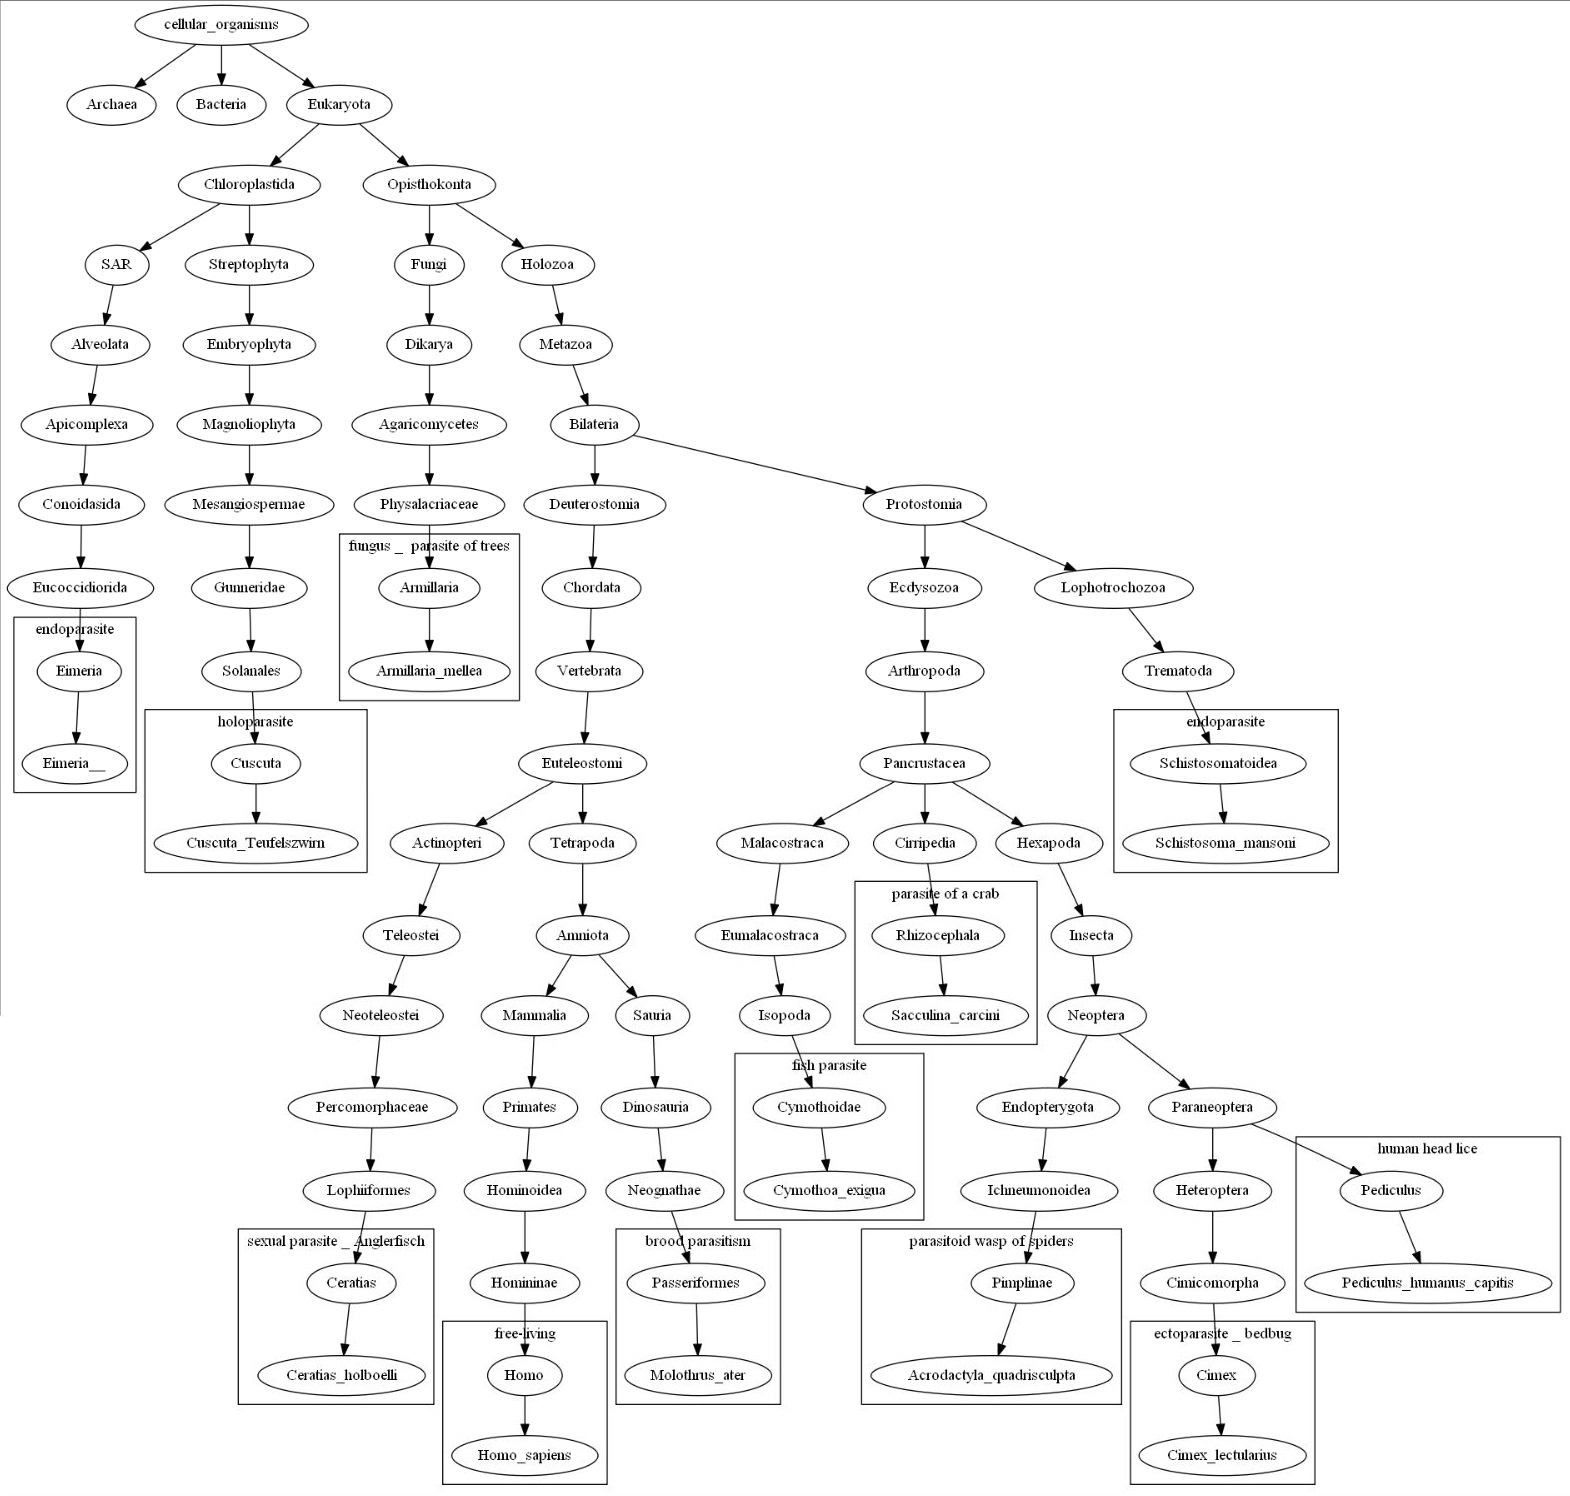 cellular_organisms
Archaea
Bacteria
Eukaryota
Chloroplastida
Opisthokonta
SAR
Streptophyta
Fungi
Holozoa
Alveolata
Embryophyta
Dikarya
Metazoa
Apicomplexa
Magnoliophyta
Agaricomycetes
Bilateria
Conoidasida
Mesangiospermae
Physalacriaceae
Deuterostomia
Protostomia
fungus _ parasite of trees
Eucoccidiorida
Gunneridae
Armillaria
Chordata
Ecdysozoa
Lophotrochozoa
endoparasite
Eimeria
Solanales
Armillaria_mellea
Vertebrata
Arthropoda
Trematoda
holoparasite
endoparasite
Eimeria__
Cuscuta
Euteleostomi
Pancrustacea
Schistosomatoidea
Cuscuta_Teufelszwirn
Actinopteri
Tetrapoda
Malacostraca
Cirripedia
Hexapoda
Schistosoma_mansoni
parasite of a crab
Teleostei
Amniota
Eumalacostraca
Rhizocephala
Insecta
Neoteleostei
Mammalia
Sauria
Isopoda
Sacculina_carcini
Neoptera
fish parasite
Percomorphaceae
Primates
Dinosauria
Cymothoidae
Endopterygota
Paraneoptera
human head lice
Lophiiformes
Hominoidea
Neognathae
Cymothoa_exigua
Ichneumonoidea
Heteroptera
Pediculus
sexual parasite _ Anglerfisch
brood parasitism
parasitoid wasp of spiders
Ceratias
Homininae
Passeriformes
Pimplinae
Cimicomorpha
Pediculus_humanus_capitis
free-living
ectoparasite _ bedbug
Ceratias_holboelli
Homo
Molothrus_ater
Acrodactyla_quadrisculpta
Cimex
Homo_sapiens
Cimex_lectularius